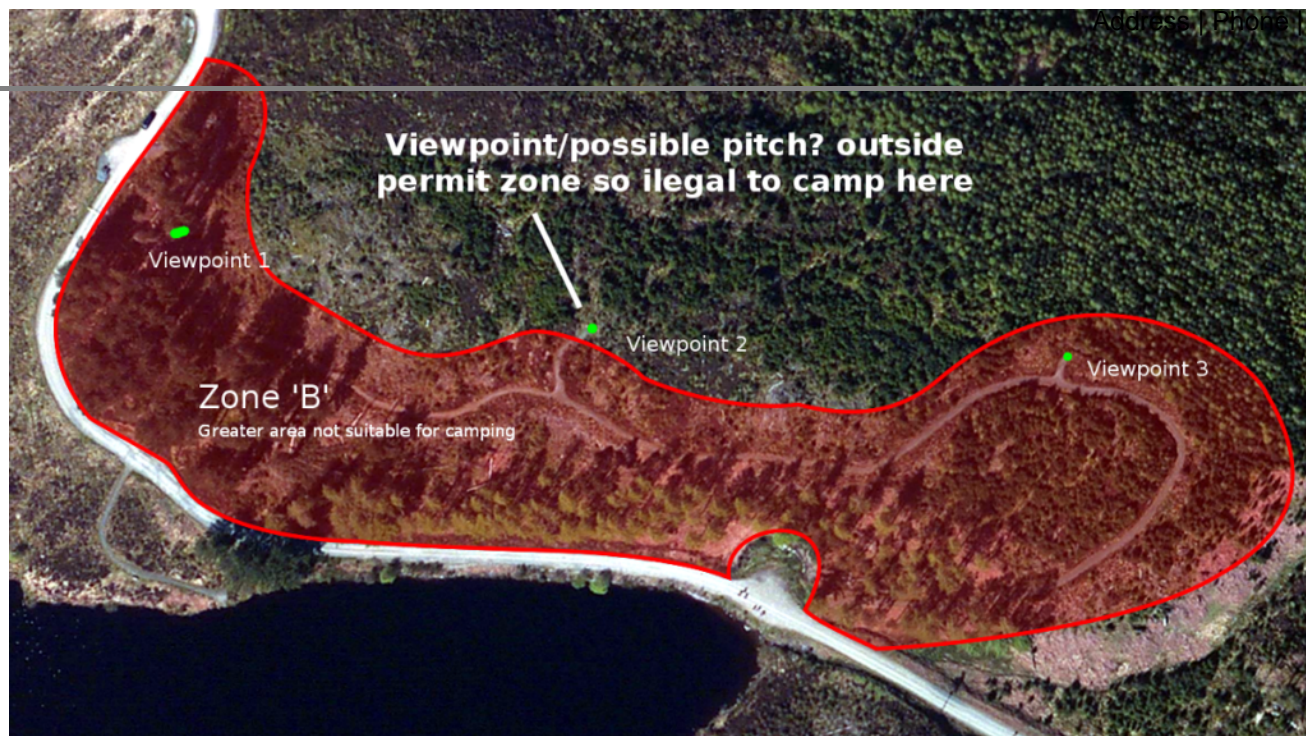 Address | Phone |
Viewpoint/possible pitch? outside
permit zone so ilegal to camp here
Viewpoint 1
Viewpoint 2
Viewpoint 3
Zone 'B'
Greater area not suitable for camping